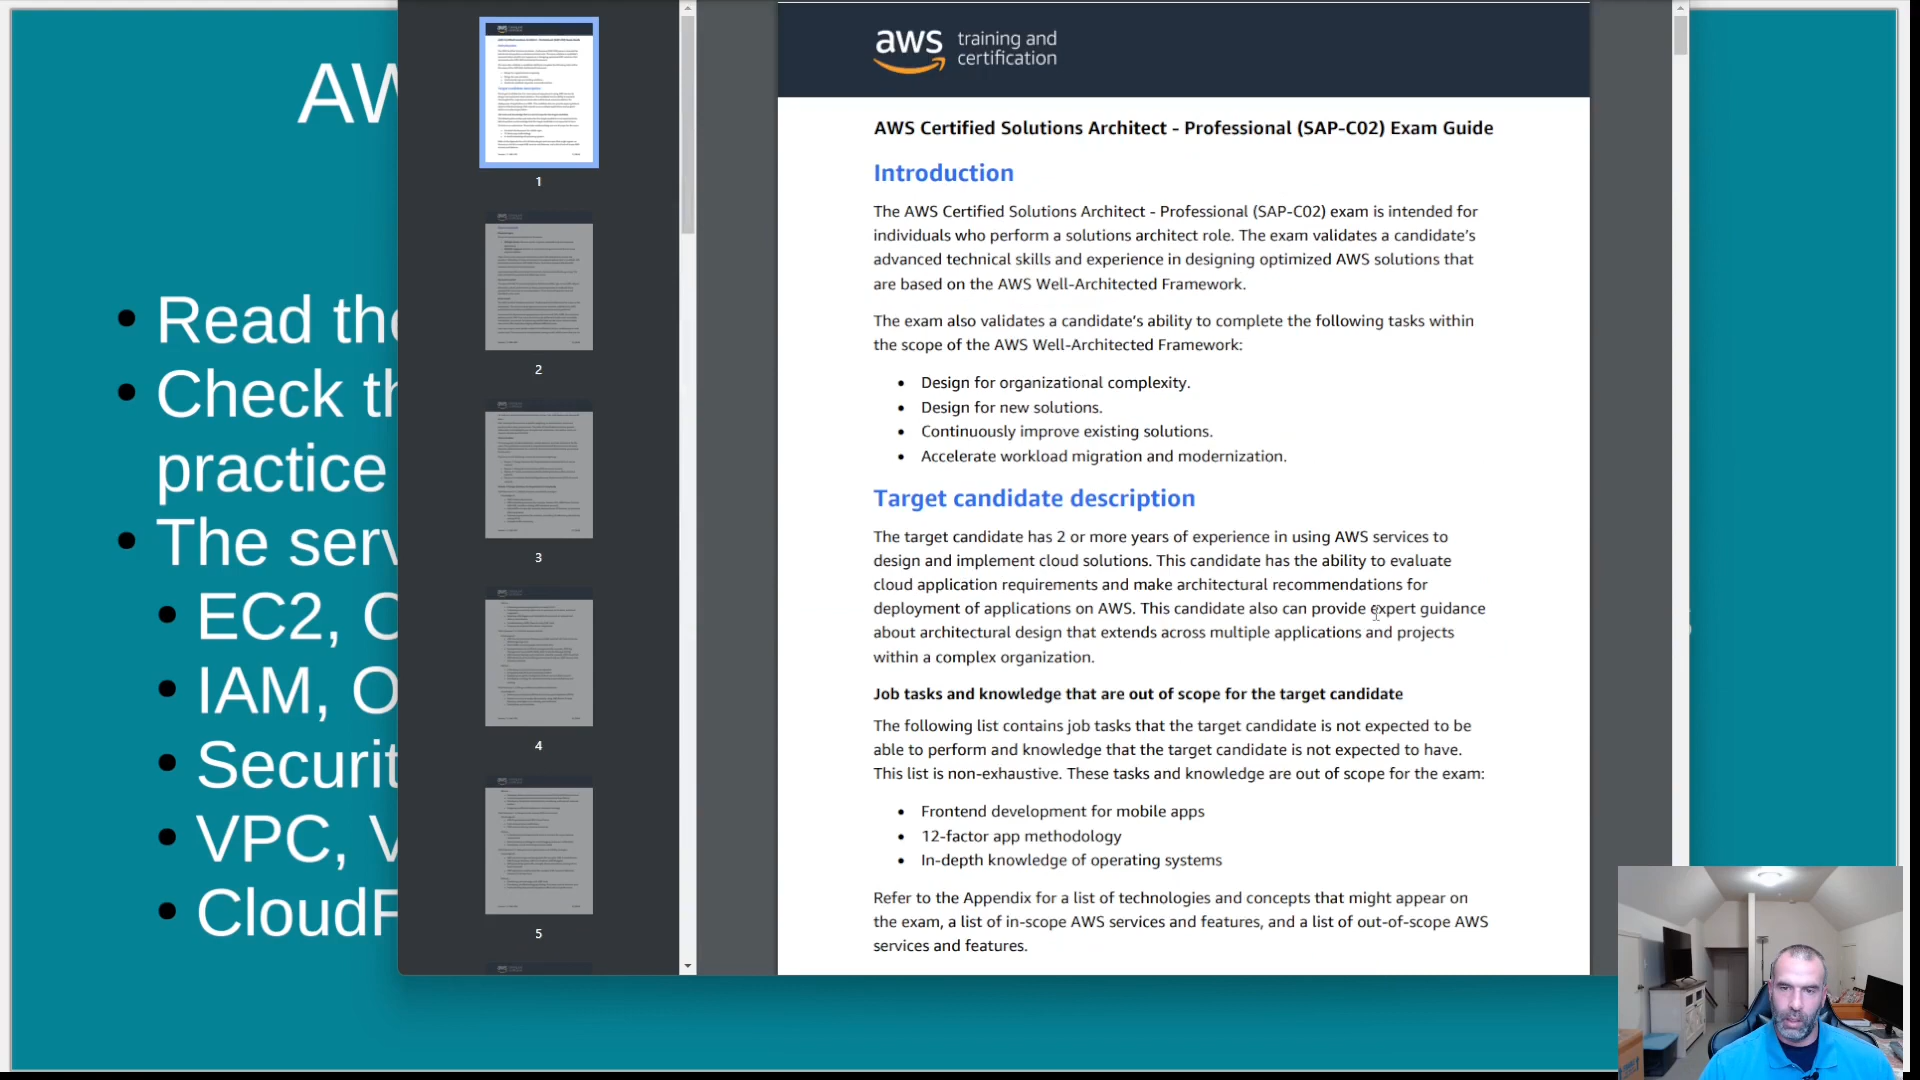 AW
Read the
Check th
practice
The serv
EC2, C
IAM, O
Securit
VPC, V
CloudF
1
2
3
4
5
aws training and
certification
AWS Certified Solutions Architect - Professional (SAP-C02) Exam Guide
Introduction
The AWS Certified Solutions Architect - Professional (SAP-C02) exam is intended for
individuals who perform a solutions architect role. The exam validates a candidate’s
advanced technical skills and experience in designing optimized AWS solutions that
are based on the AWS Well-Architected Framework.
The exam also validates a candidate’s ability to complete the following tasks within
the scope of the AWS Well-Architected Framework:
• Design for organizational complexity.
• Design for new solutions.
• Continuously improve existing solutions.
• Accelerate workload migration and modernization.
Target candidate description
The target candidate has 2 or more years of experience in using AWS services to
design and implement cloud solutions. This candidate has the ability to evaluate
cloud application requirements and make architectural recommendations for
deployment of applications on AWS. This candidate also can provide expert guidance
about architectural design that extends across multiple applications and projects
within a complex organization.
Job tasks and knowledge that are out of scope for the target candidate
The following list contains job tasks that the target candidate is not expected to be
able to perform and knowledge that the target candidate is not expected to have.
This list is non-exhaustive. These tasks and knowledge are out of scope for the exam:
• Frontend development for mobile apps
• 12-factor app methodology
• In-depth knowledge of operating systems
Refer to the Appendix for a list of technologies and concepts that might appear on
the exam, a list of in-scope AWS services and features, and a list of out-of-scope AWS
services and features.